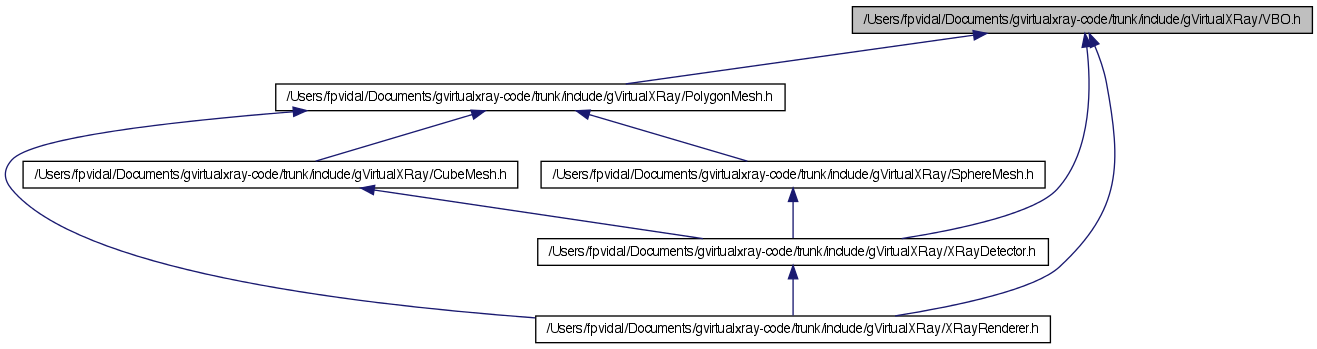 /Users/fpvidal/Documents/gvirtualxray-code/trunk/include/gVirtualXRay/VBO.h
/Users/fpvidal/Documents/gvirtualxray-code/trunk/include/gVirtualXRay/PolygonMesh.h
/Users/fpvidal/Documents/gvirtualxray-code/trunk/include/gVirtualXRay/CubeMesh.h
/Users/fpvidal/Documents/gvirtualxray-code/trunk/include/gVirtualXRay/SphereMesh.h
/Users/fpvidal/Documents/gvirtualxray-code/trunk/include/gVirtualXRay/XRayDetector.h
/Users/fpvidal/Documents/gvirtualxray-code/trunk/include/gVirtualXRay/XRayRenderer.h